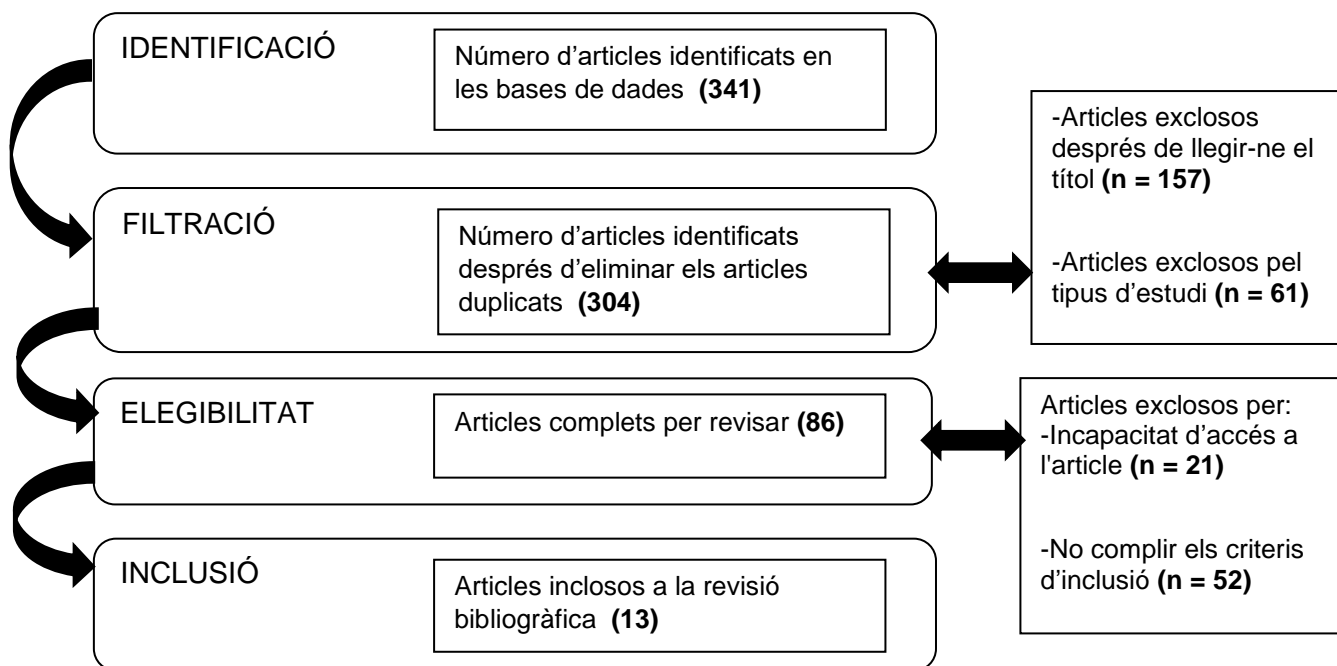 IDENTIFICACIÓ
Número d’articles identificats en
les bases de dades (341)
FILTRACIÓ
Número d’articles identificats
després d’eliminar els articles
duplicats (304)
-Articles exclosos
després de llegir-ne el
títol (n = 157)
-Articles exclosos pel
tipus d’estudi (n = 61)
ELEGIBILITAT
Articles complets per revisar (86)
Articles exclosos per:
-Incapacitat d’accés a
l'article (n = 21)
-No complir els criteris
d’inclusió (n = 52)
INCLUSIÓ
Articles inclosos a la revisió
bibliogràfica (13)